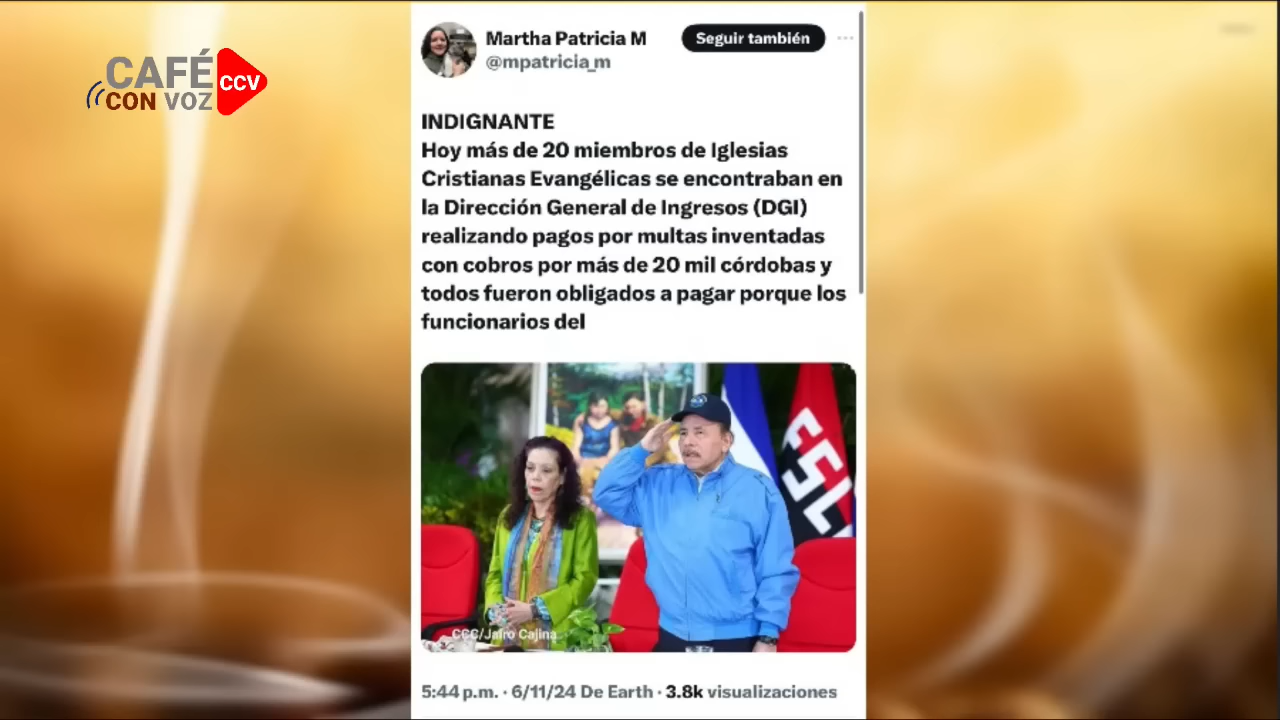 CAFÉ
CON VOZ
CCV
Martha Patricia M
@mpatricia_m
Seguir también
INDIGNANTE
Hoy más de 20 miembros de Iglesias
Cristianas Evangélicas se encontraban en
la Dirección General de Ingresos (DGI)
realizando pagos por multas inventadas
con cobros por más de 20 mil córdobas y
todos fueron obligados a pagar porque los
funcionarios del
FSL
CCC/Jairo Cajina
5:44 p.m. · 6/11/24 De Earth · 3.8k visualizaciones